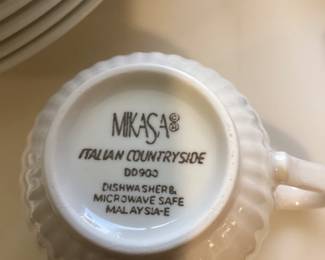 MIKASA®
ITALIAN COUNTRYSIDE
DD900
DISHWASHER &
MICROWAVE SAFE
MALAYSIA-E